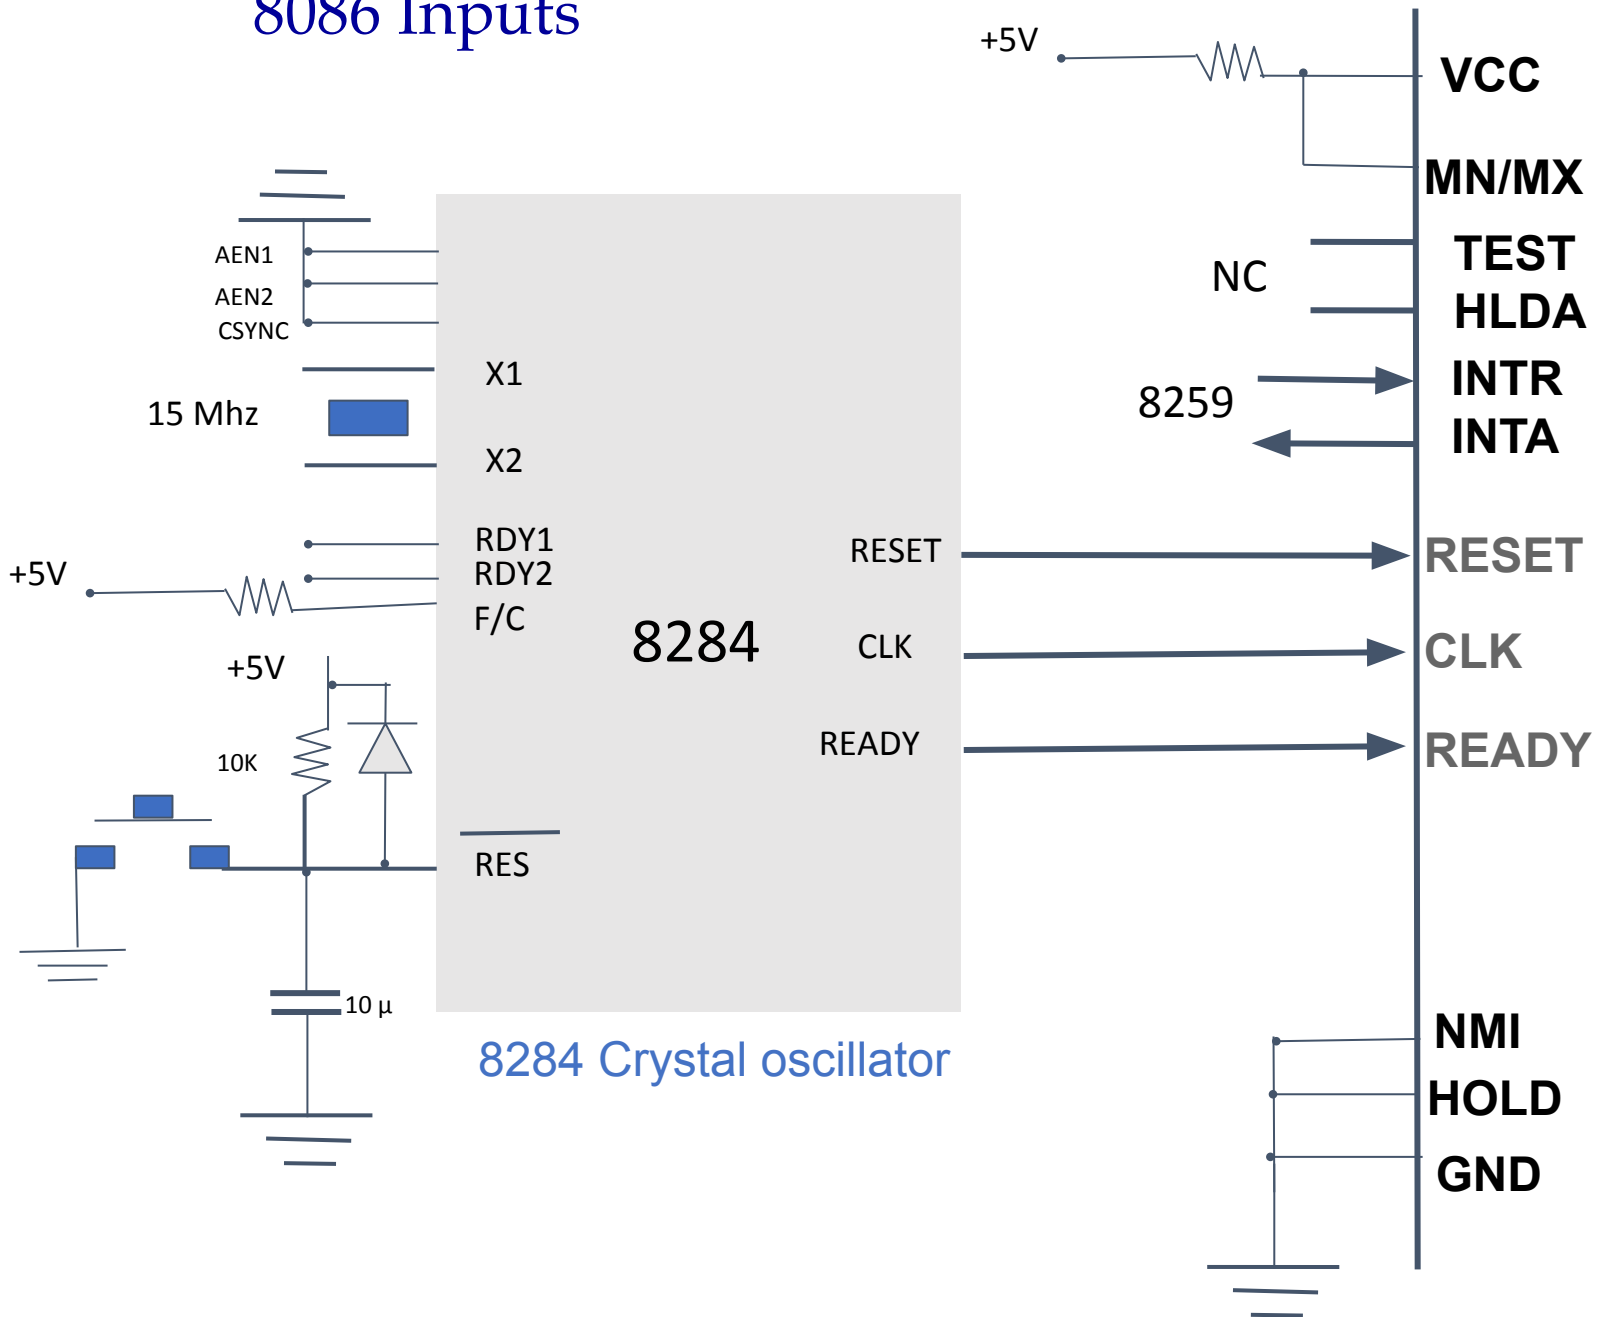 8086 Inputs
+5V
VCC
MN/MX
AEN1
AEN2
CSYNC
TEST
NC
HLDA
X1
15 Mhz
X2
INTR
8259
INTA
RDY1
RDY2
+5V
F/C
8284
RESET
RESET
CLK
CLK
READY
READY
+5V
10K
RES
10 µ
8284 Crystal oscillator
NMI
HOLD
GND